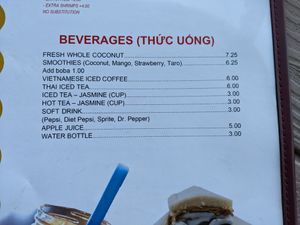 - EXTRA SHRIMPS +4.00
NO SUBSTITUTION
BEVERAGES (THỨC UỐNG)
FRESH WHOLE COCONUT 7.25
SMOOTHIES (Coconut, Mango, Strawberry, Taro). 6.25
Add boba 1.00
VIETNAMESE ICED COFFEE 6.00
THAI ICED TEA 6.00
ICED TEA – JASMINE (CUP) 3.00
HOT TEA – JASMINE (CUP) 3.00
SOFT DRINK 3.00
(Pepsi, Diet Pepsi, Sprite, Dr. Pepper)
APPLE JUICE 5.00
WATER BOTTLE 3.00